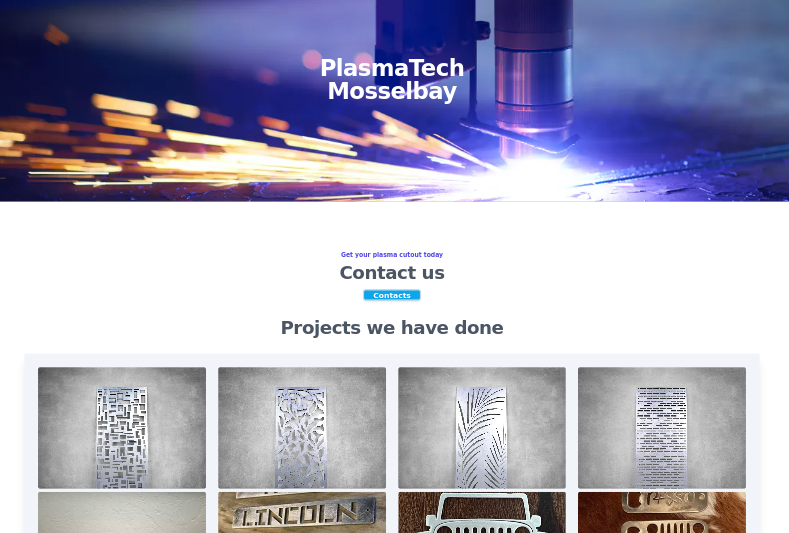 PlasmaTech
Mosselbay
Get your plasma cutout today
Contact us
Contacts
Projects we have done
LINCOLN